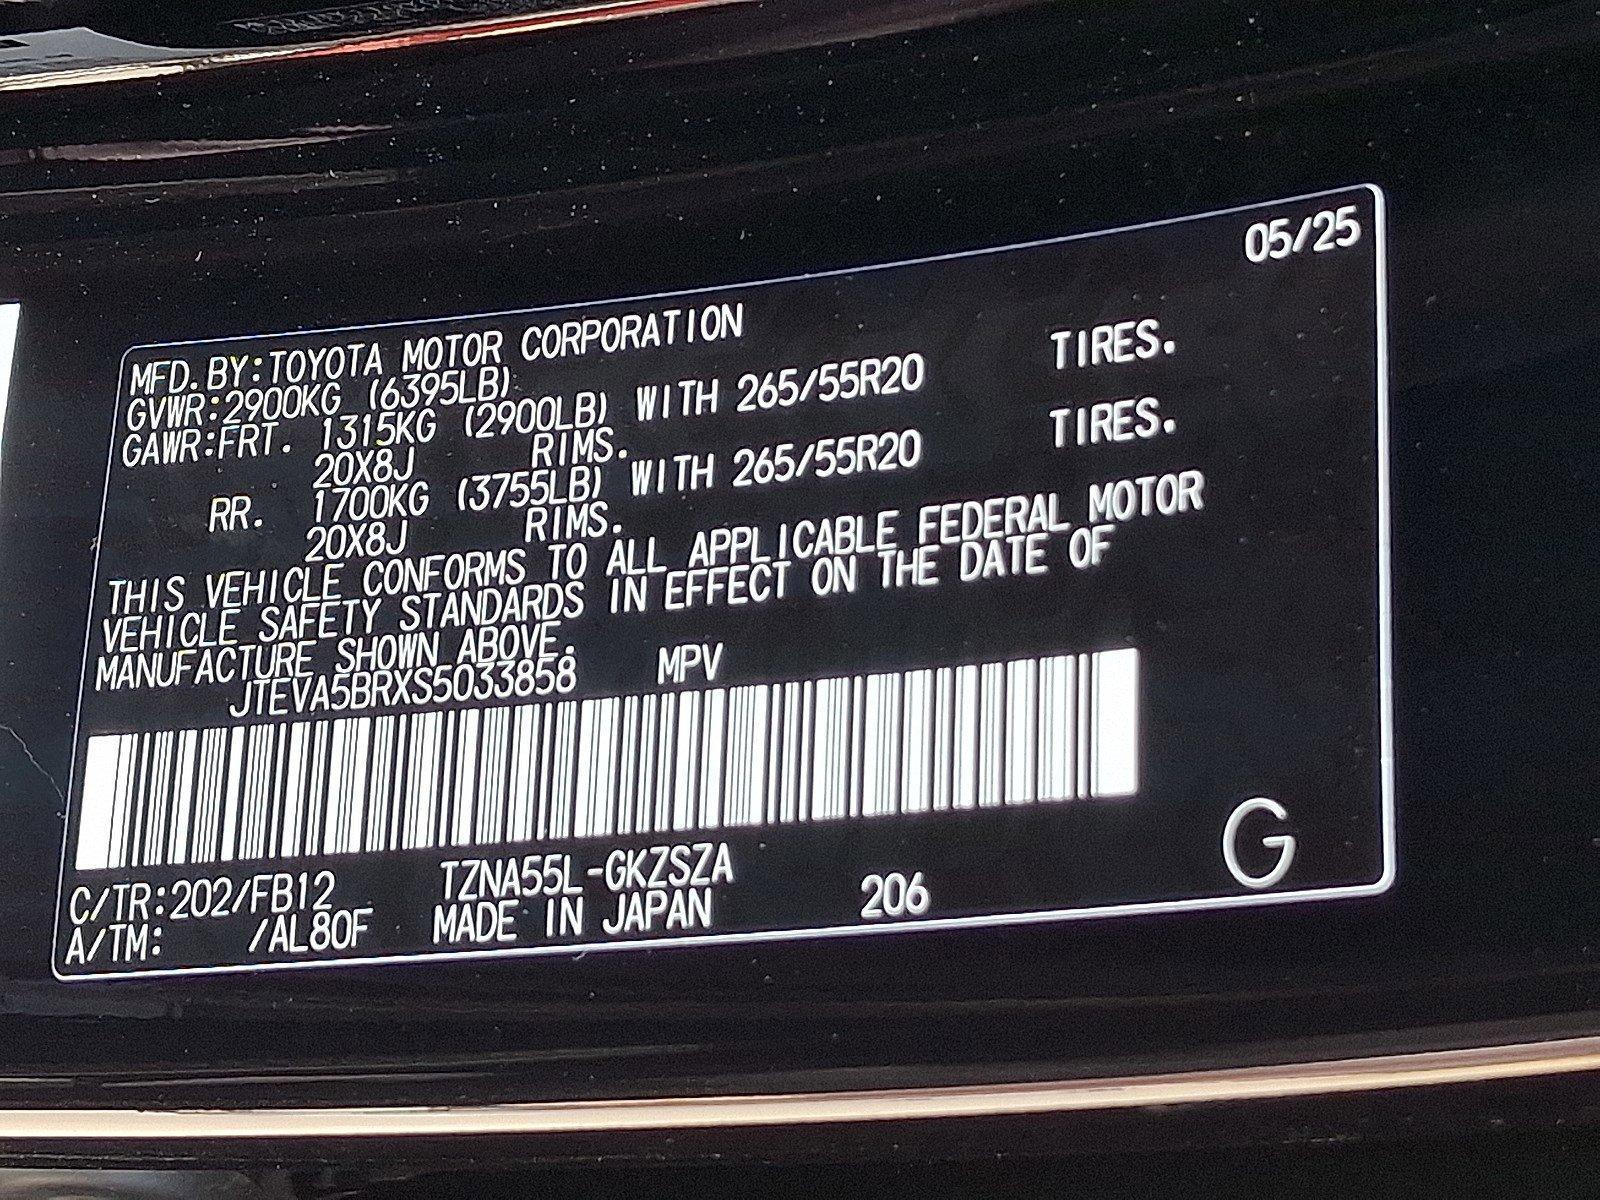 05/25
MFD.BY:TOYOTA MOTOR CORPORATION
GVWR:2900KG (6395LB)
GAWR:FRT. 1315KG (2900LB) WITH 265/55R20 TIRES.
20X8J RIMS.
RR. 1700KG (3755LB) WITH 265/55R20 TIRES.
20X8J RIMS.
THIS VEHICLE CONFORMS TO ALL APPLICABLE FEDERAL MOTOR
VEHICLE SAFETY STANDARDS IN EFFECT ON THE DATE OF
MANUFACTURE SHOWN ABOVE.
JTEVA5BRXS5033858 MPV
C/TR:202/FB12 TZNA55L-GKZSZA
A/TM: /AL80F MADE IN JAPAN 206 G